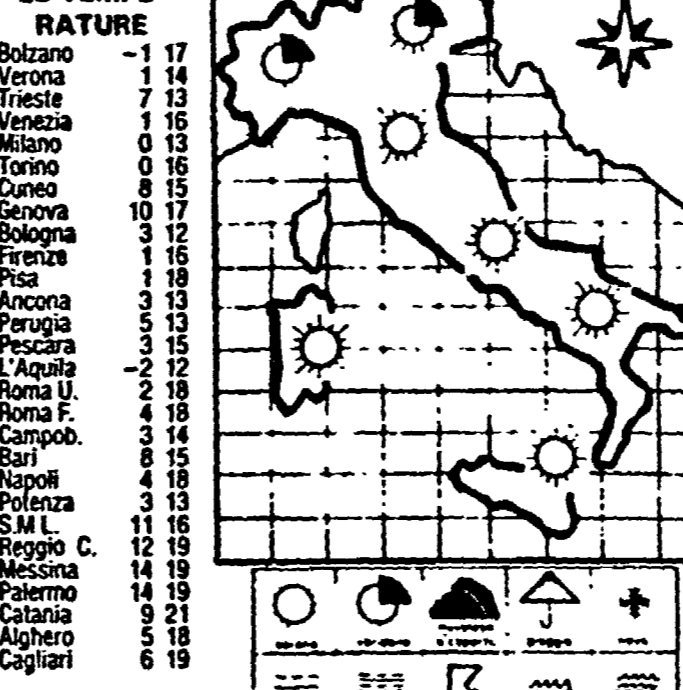 RATURE
Bolzano -1 17
Verona 1 14
Trieste 7 13
Venezia 1 16
Milano 0 13
Torino 0 16
Cuneo 8 15
Genova 10 17
Bologna 3 12
Firenze 1 16
Pisa 1 18
Ancona 3 13
Perugia 5 13
Pescara 3 15
L'Aquila -2 12
Roma U. 2 18
Roma F. 4 18
Campob. 3 14
Bari 8 15
Napoli 4 18
Potenza 3 13
S.M L. 11 16
Reggio C. 12 19
Messina 14 19
Palermo 14 19
Catania 9 21
Alghero 5 18
Cagliari 6 19